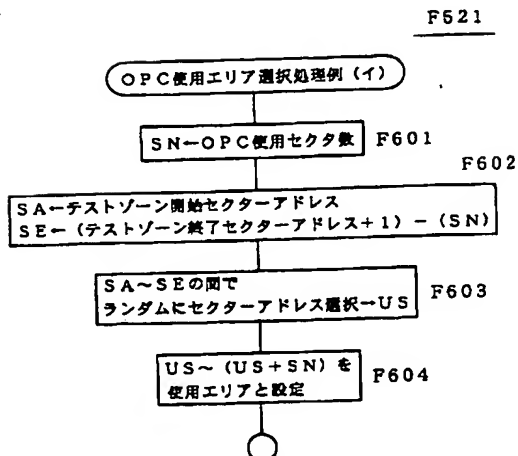 F521
OPC使用エリア選択処理例(イ)
SN←OPC使用セクタ数
F601
F602
SA←テストゾーン開始セクターアドレス
SE←(テストゾーン終了セクターアドレス+1)-(SN)
SA~SEの間で
ランダムにセクターアドレス選択→US
F603
US~(US+SN)を
使用エリアと設定
F604